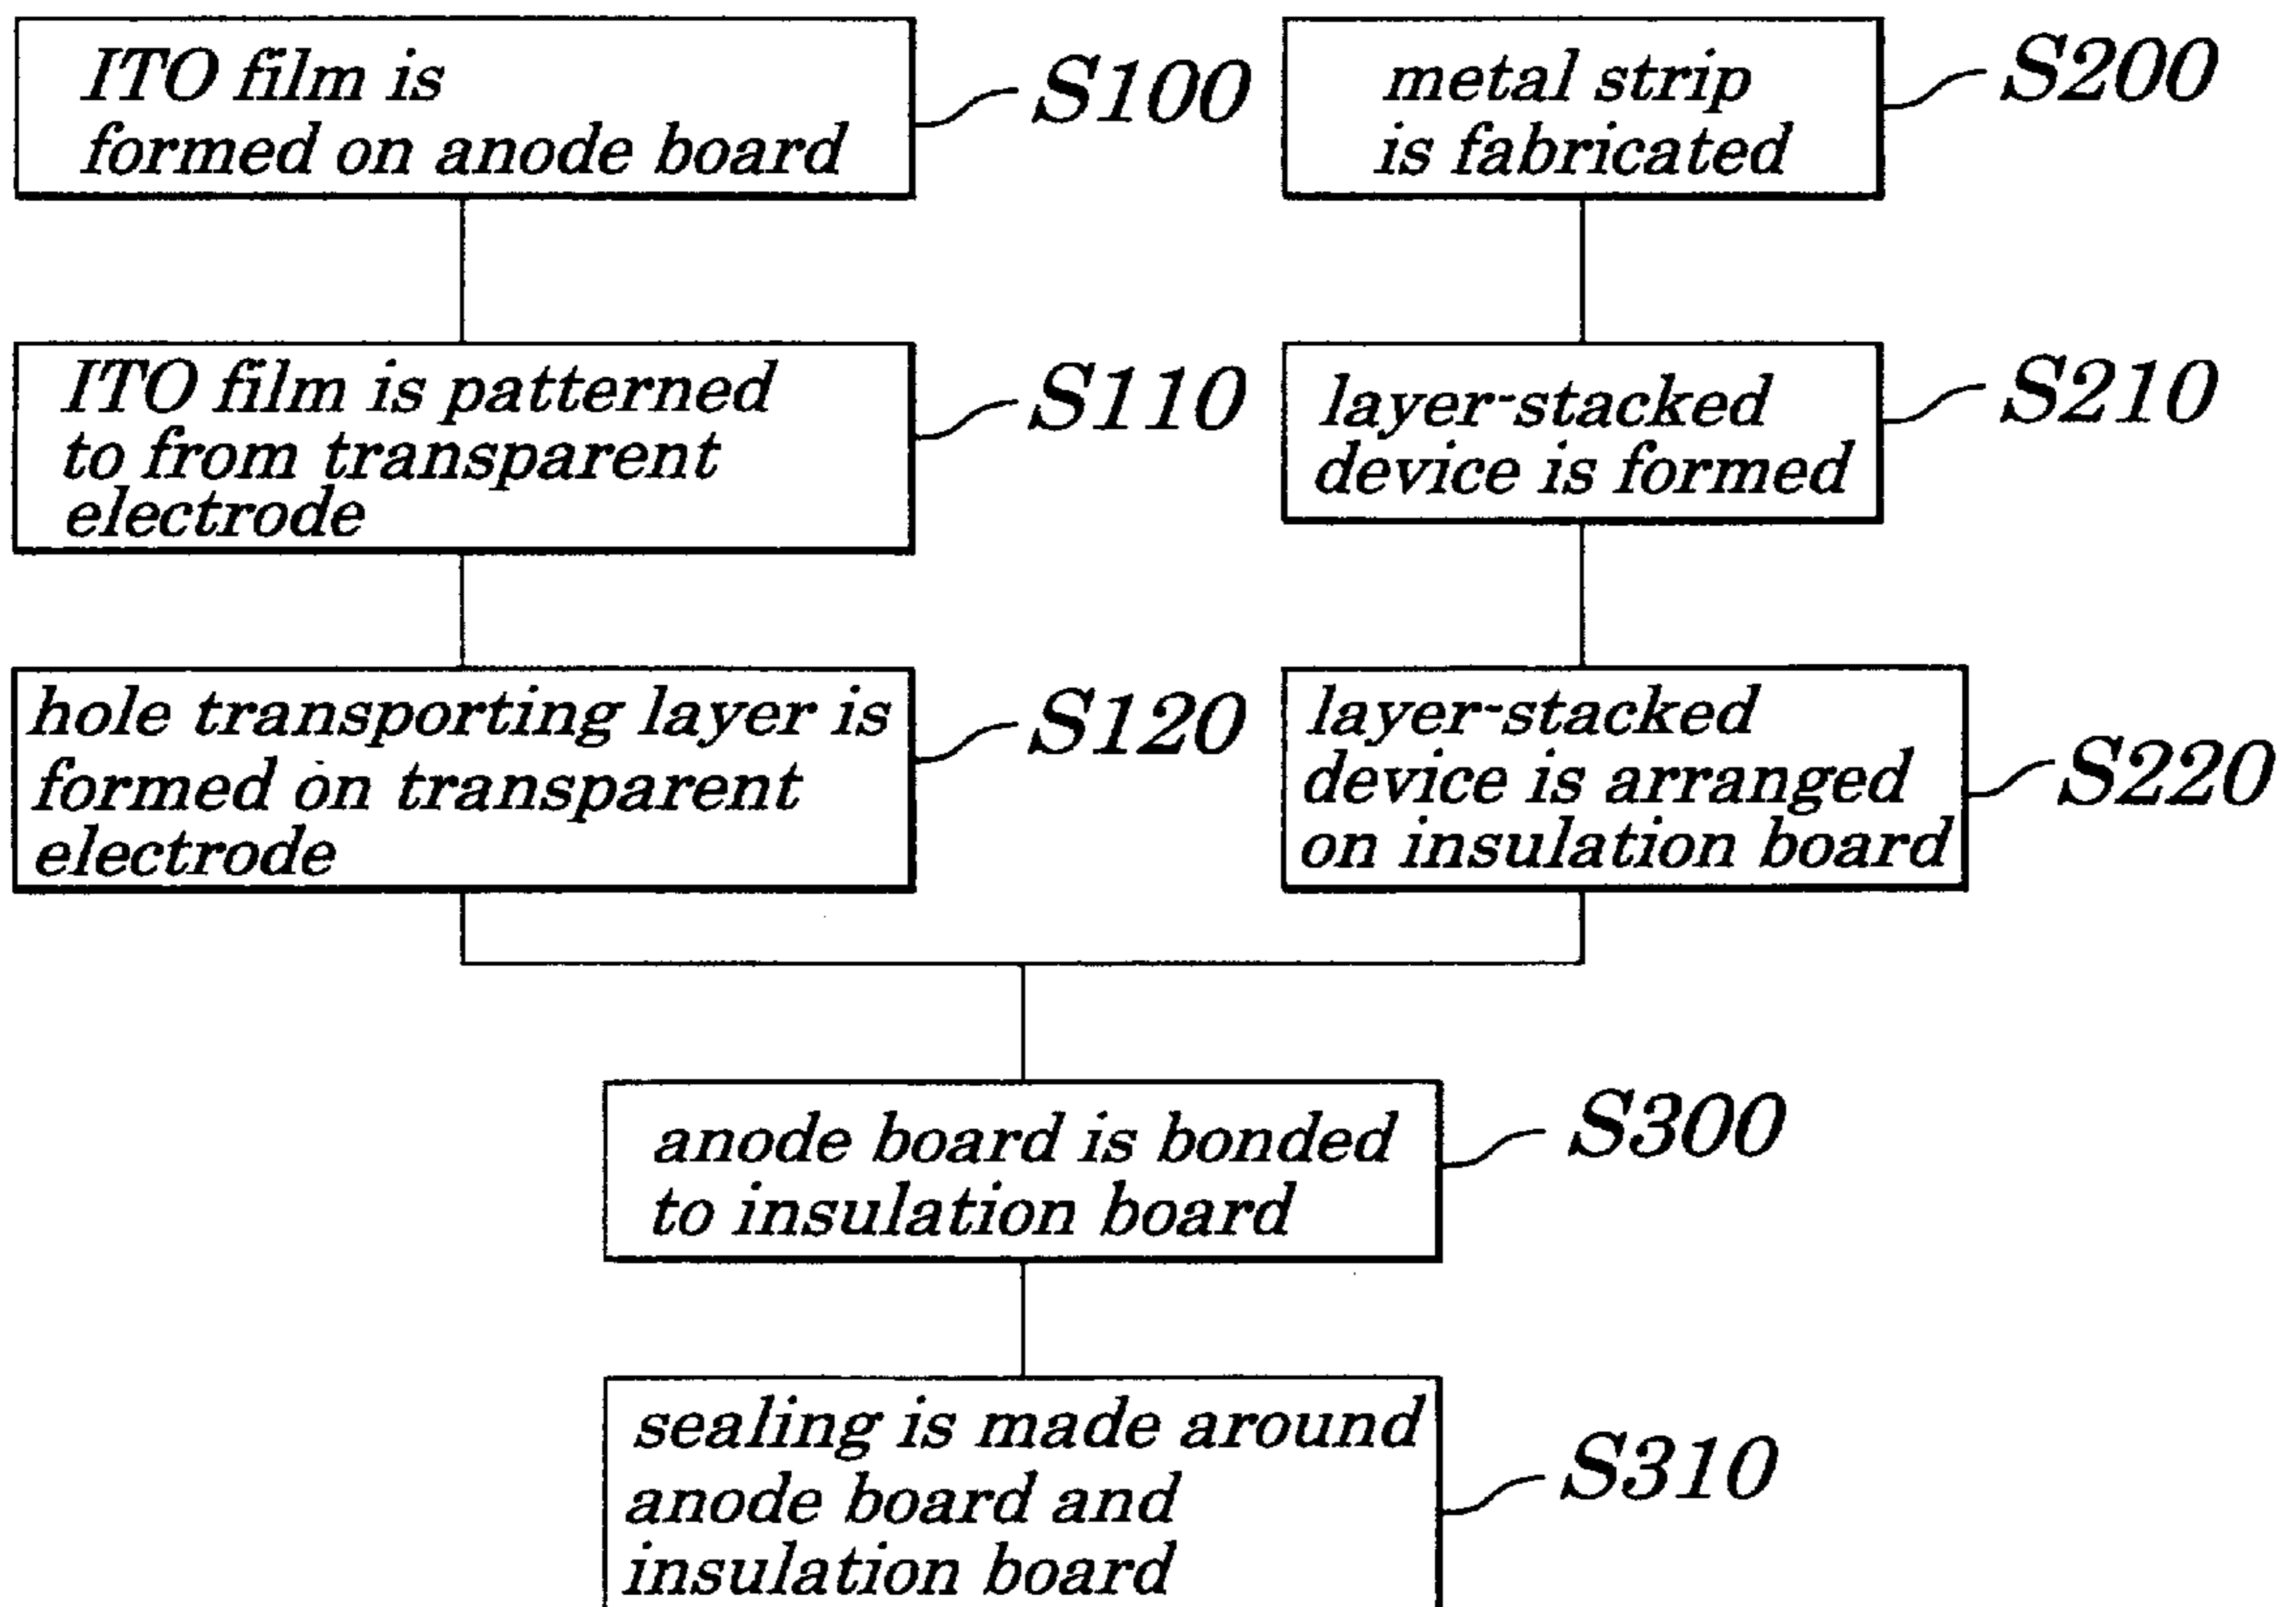 ITO film is
formed on anode board
S100
metal strip
is fabricated
S200
ITO film is patterned
to from transparent
electrode
S110
layer-stacked
device is formed
S210
hole transporting layer is
formed on transparent
electrode
S120
layer-stacked
device is arranged
on insulation board
S220
anode board is bonded
to insulation board
S300
sealing is made around
anode board and
insulation board
S310